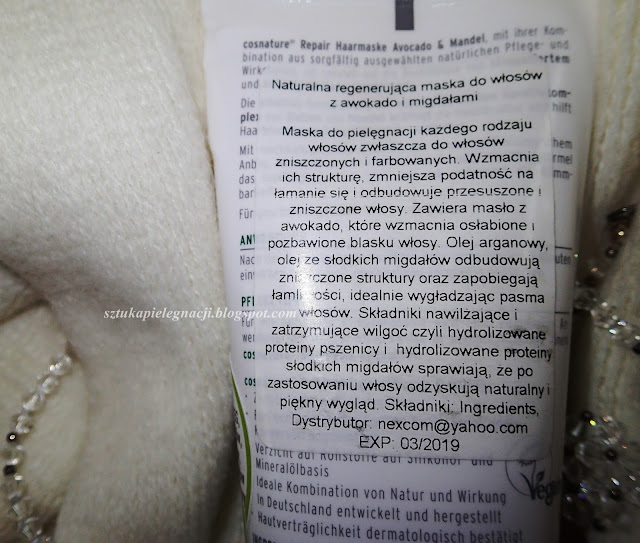 cosnature® Repair Haarmaske Avocado & Mandel, mit ihrer Kom-
bination aus sorgfältig ausgewählten natürlichen Pflege- und
Wirk
und
Naturalna regenerująca maska do włosów
z awokado i migdałami
Die
plex
Haa
Maska do pielęgnacji każdego rodzaju
włosów zwłaszcza do włosów
zniszczonych i farbowanych. Wzmacnia
ich strukturę, zmniejsza podatność na
łamanie się i odbudowuje przesuszone i
zniszczone włosy. Zawiera masło z
awokado, które wzmacnia osłabione i
pozbawione blasku włosy. Olej arganowy,
olej ze słodkich migdałów odbudowują
zniszczone struktury oraz zapobiegają
łamliwości, idealnie wygładzając pasma
włosów. Składniki nawilżające i
zatrzymujące wilgoć czyli hydrolizowane
proteiny pszenicy i hydrolizowane proteiny
słodkich migdałów sprawiają, że po
zastosowaniu włosy odzyskują naturalny i
piękny wygląd. Składniki: Ingredients,
Dystrybutor: nexcom@yahoo.com
EXP: 03/2019
sztukapielegnacji.blogspot.com
Verzicht auf Rohstoffe auf Silikonöl- und
Mineralölbasis
Ideale Kombination von Natur und Wirkung
In Deutschland entwickelt und hergestellt
Hautverträglichkeit dermatologisch bestätigt